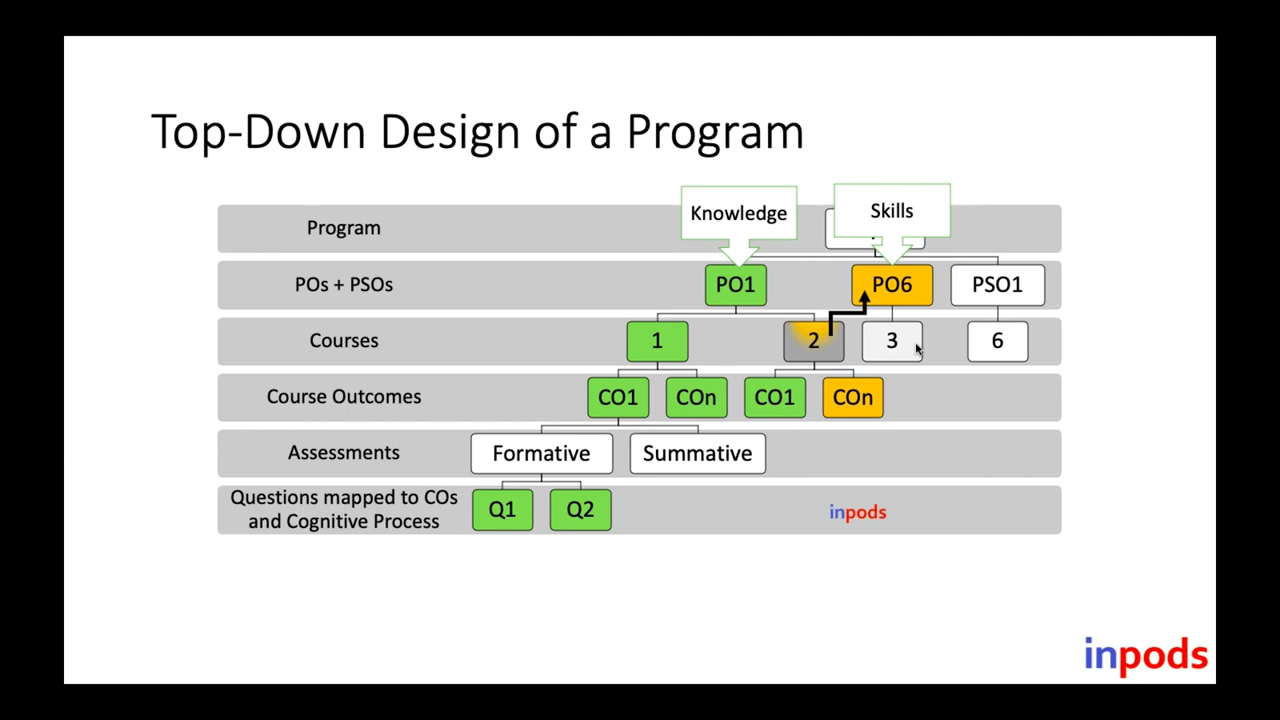 Top-Down Design of a Program
Knowledge
Skills
Program
POs + PSOs
PO1
PO6
PSO1
Courses
1
2
3
6
Course Outcomes
CO1
COn
CO1
COn
Assessments
Formative
Summative
Questions mapped to COs
and Cognitive Process
Q1
Q2
inpods
inpods